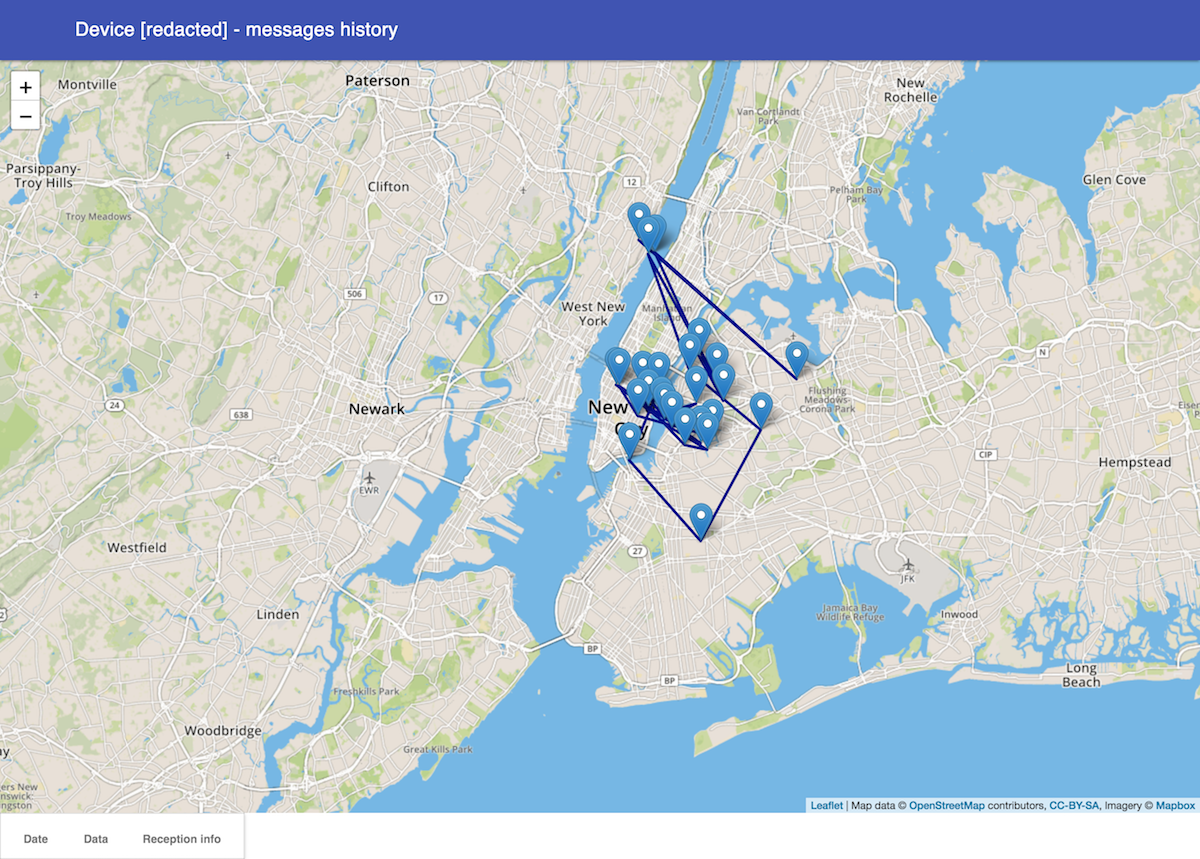 Device [redacted] - messages history
+
−
Montville
Paterson
New
Rochelle
Van Cortlandt
Park
Parsippany-
Troy Hills
Clifton
12
Pelham Bay
Park
Glen Cove
Troy Meadows
506
17
West New
York
Manhattan
Island
N
24
638
Newark
New
City
Flushing
Meadows-
Corona Park
CIP
Hempstead
EWR
Westfield
27
JFK
Linden
Jamaica Bay
Wildlife Refuge
Inwood
BP
BP
Long
Beach
Freshkills Park
Woodbridge
Great Kills Park
Leaflet | Map data © OpenStreetMap contributors, CC-BY-SA, Imagery © Mapbox
Date Data Reception info